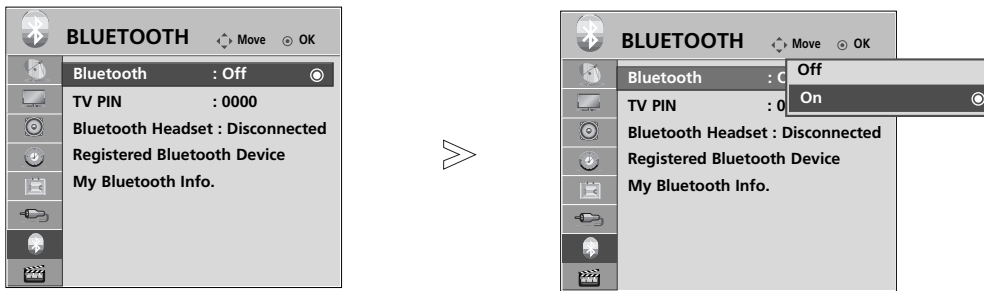 BLUETOOTH Move OK
Bluetooth : Off
TV PIN : 0000
Bluetooth Headset : Disconnected
Registered Bluetooth Device
My Bluetooth Info.
>
BLUETOOTH Move OK
Bluetooth : O
Off
TV PIN : 0
On
Bluetooth Headset : Disconnected
Registered Bluetooth Device
My Bluetooth Info.